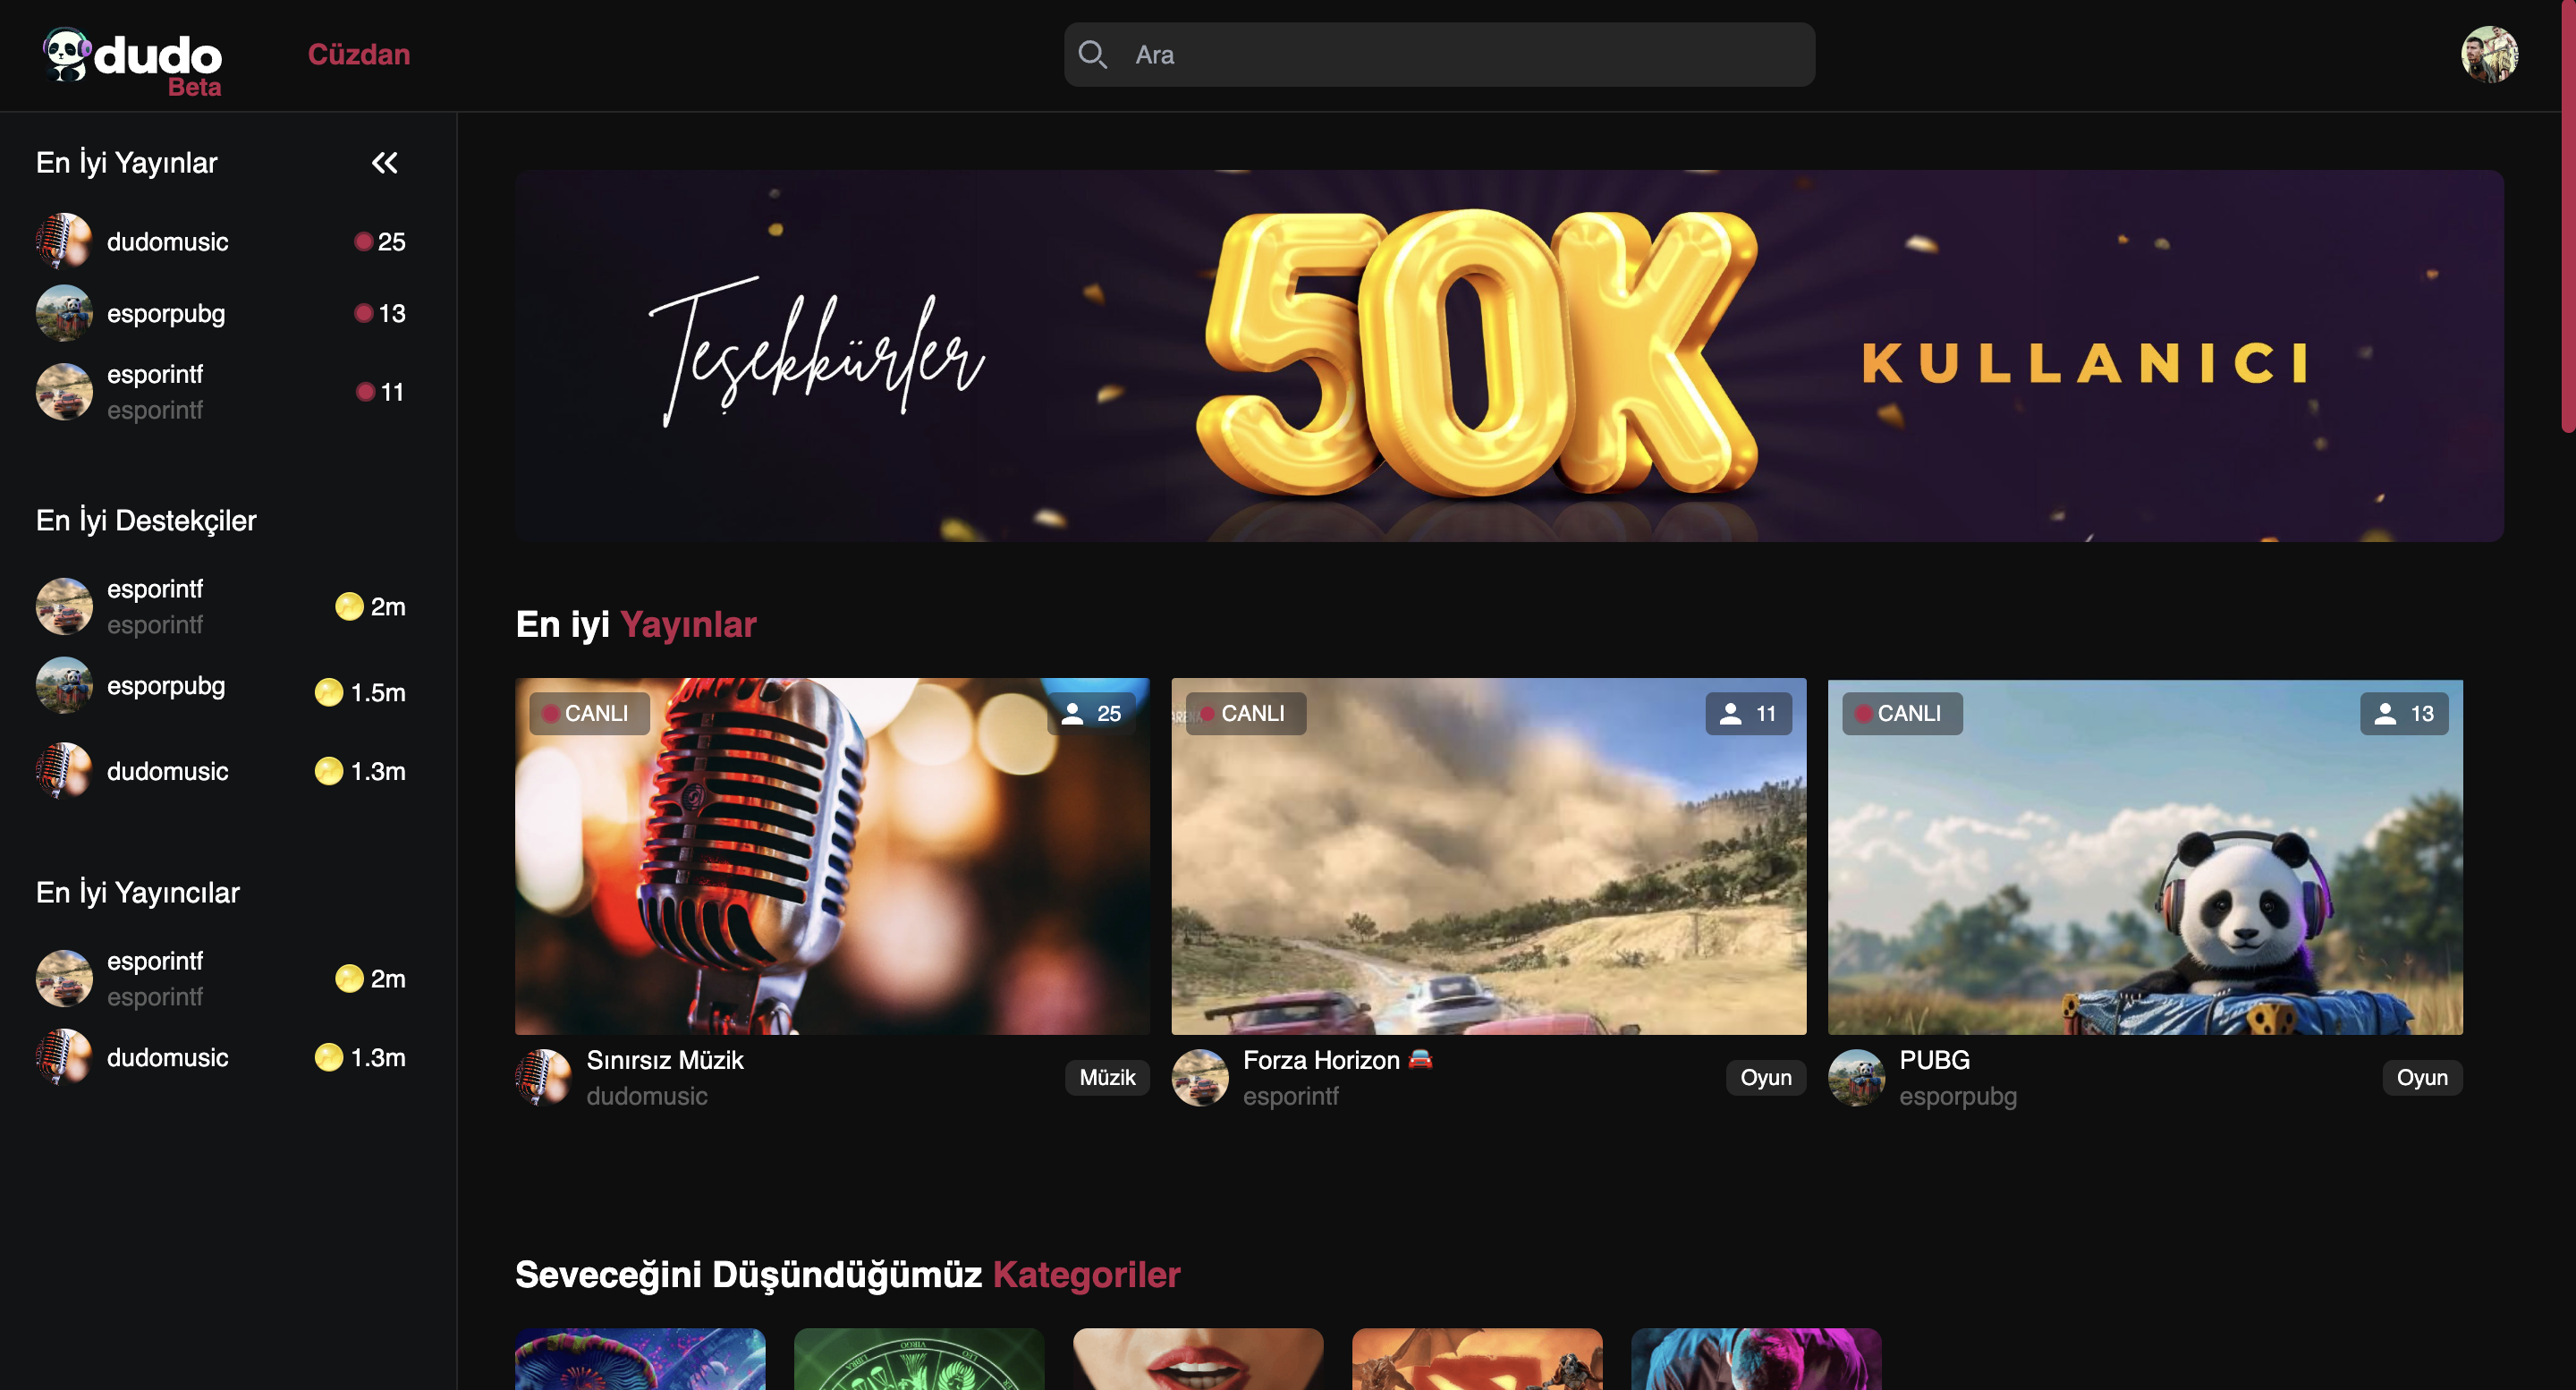 dudo
Beta
Cüzdan
Ara
En İyi Yayınlar
dudomusic 25
esporpubg 13
esporintf 11
esporintf
En İyi Destekçiler
esporintf 2m
esporintf
esporpubg 1.5m
dudomusic 1.3m
En İyi Yayıncılar
esporintf 2m
esporintf
dudomusic 1.3m
Teşekkürler 50K KULLANICI
En iyi Yayınlar
CANLI 25
CANLI 11
CANLI 13
Sınırsız Müzik
dudomusic
Müzik
Forza Horizon 🚘
esporintf
Oyun
PUBG
esporpubg
Oyun
Seveceğini Düşündüğümüz Kategoriler
VIRGO
LEO
LIBRA